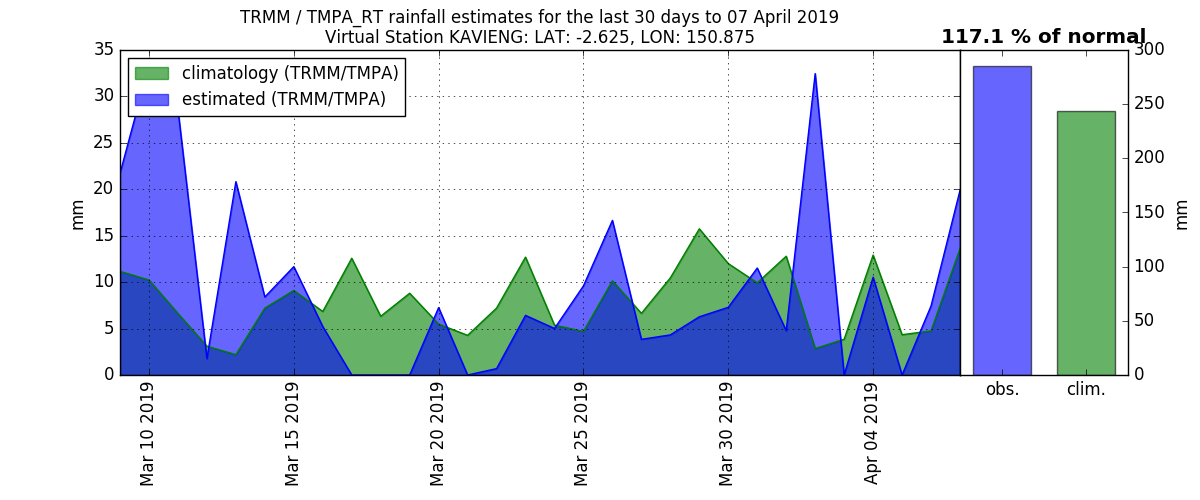 TRMM / TMPA_RT rainfall estimates for the last 30 days to 07 April 2019
Virtual Station KAVIENG: LAT: -2.625, LON: 150.875
117.1 % of normal
climatology (TRMM/TMPA)
estimated (TRMM/TMPA)
35
30
25
20
15
10
5
0
mm
Mar 10 2019
Mar 15 2019
Mar 20 2019
Mar 25 2019
Mar 30 2019
Apr 04 2019
obs.
clim.
300
250
200
150
100
50
0
mm